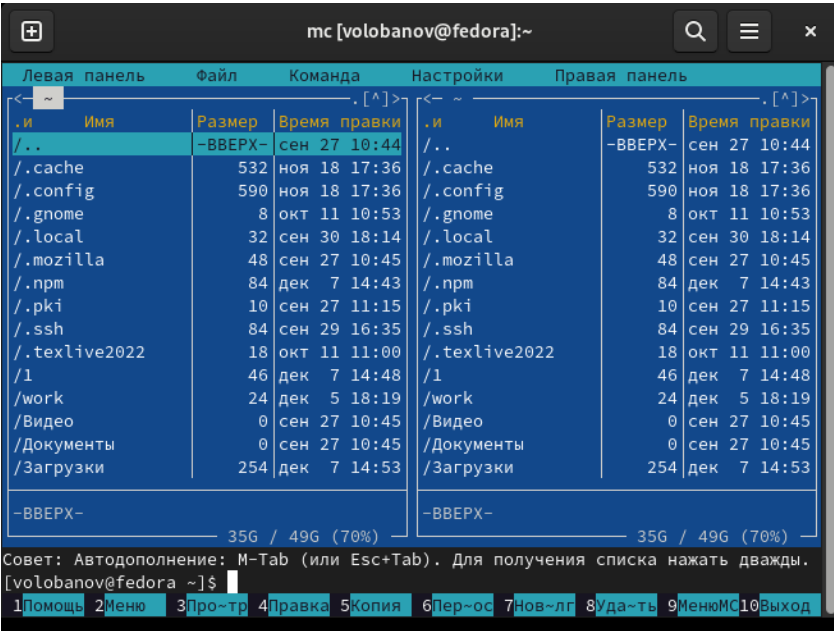 mc [volobanov@fedora]:~
Левая панель Файл Команда Настройки Правая панель
<─ ~ .[^]> <─ ~ .[^]>
.и Имя Размер Время правки .и Имя Размер Время правки
/.. -ВВЕРХ- сен 27 10:44 /.. -ВВЕРХ- сен 27 10:44
/.cache 532 ноя 18 17:36 /.cache 532 ноя 18 17:36
/.config 590 ноя 18 17:36 /.config 590 ноя 18 17:36
/.gnome 8 окт 11 10:53 /.gnome 8 окт 11 10:53
/.local 32 сен 30 18:14 /.local 32 сен 30 18:14
/.mozilla 48 сен 27 10:45 /.mozilla 48 сен 27 10:45
/.npm 84 дек 7 14:43 /.npm 84 дек 7 14:43
/.pki 10 сен 27 11:15 /.pki 10 сен 27 11:15
/.ssh 84 сен 29 16:35 /.ssh 84 сен 29 16:35
/.texlive2022 18 окт 11 11:00 /.texlive2022 18 окт 11 11:00
/1 46 дек 7 14:48 /1 46 дек 7 14:48
/work 24 дек 5 18:19 /work 24 дек 5 18:19
/Видео 0 сен 27 10:45 /Видео 0 сен 27 10:45
/Документы 0 сен 27 10:45 /Документы 0 сен 27 10:45
/Загрузки 254 дек 7 14:53 /Загрузки 254 дек 7 14:53
-ВВЕРХ- -ВВЕРХ-
35G / 49G (70%) 35G / 49G (70%)
Совет: Автодополнение: M-Tab (или Esc+Tab). Для получения списка нажать дважды.
[volobanov@fedora ~]$
1Помощь 2Меню 3Про~тр 4Правка 5Копия 6Пер~ос 7Нов~лг 8Уда~ть 9МенюMC 10Выход